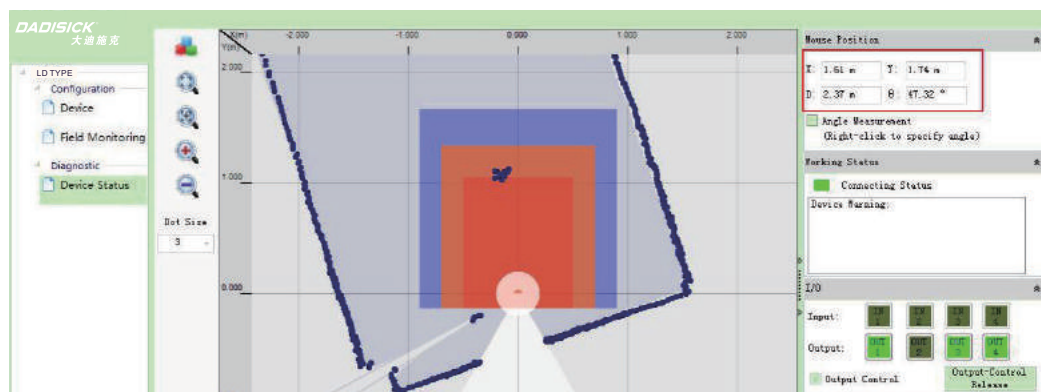 DADISICK
大迪施克
LD TYPE
Configuration
Device
Field Monitoring
Diagnostic
Device Status
Dot Size
3
X(m)
-2.000
-1.000
0.000
1.000
2.000
Y(m)
2.000
1.000
0.000
Mouse Position
X: 1.61 m Y: 1.74 m
D: 2.37 m θ: 47.32 °
Angle Measurement
(Right-click to specify angle)
Working Status
Connecting Status
Device Warning:
I/O
Input: IN 1 IN 2 IN 3 IN 4
Output: OUT 1 OUT 2 OUT 3 OUT 4
Output Control
Output-Control
Release